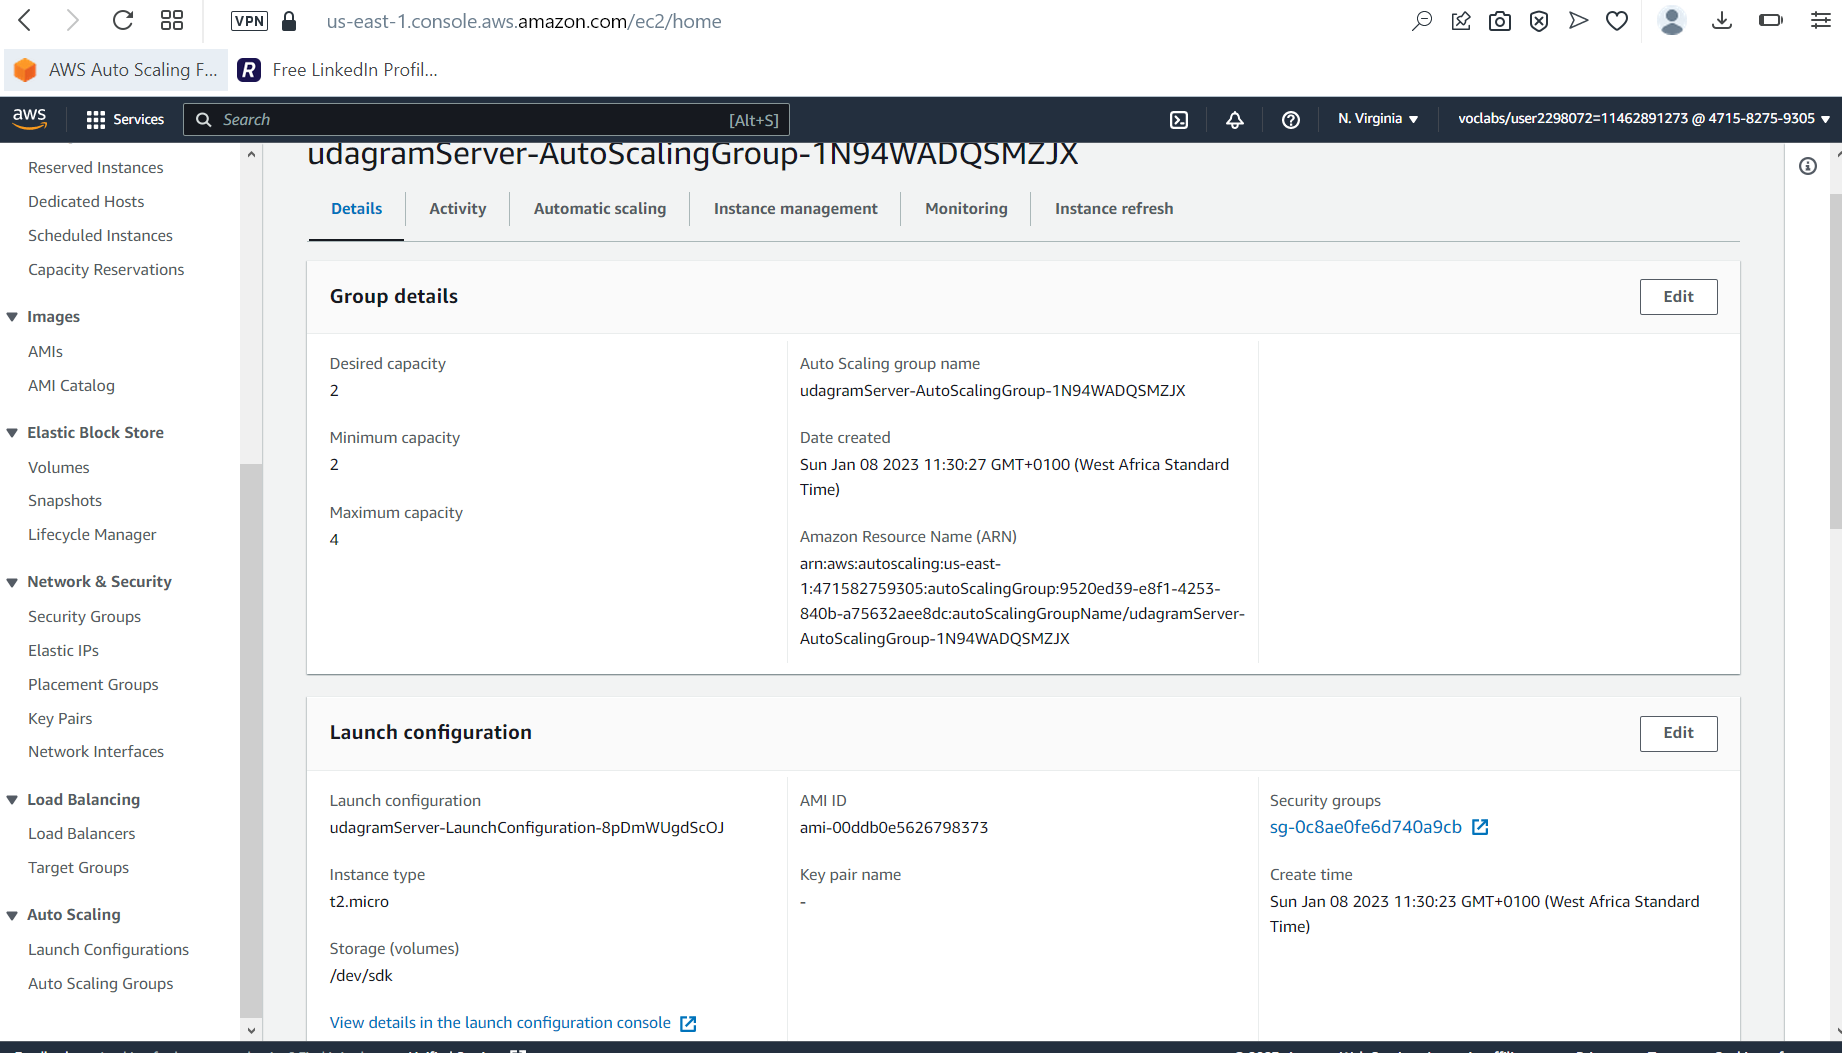 VPN
us-east-1.console.aws.amazon.com/ec2/home
AWS Auto Scaling F...
R
Free LinkedIn Profil...
aws
Services
Search
[Alt+S]
N. Virginia
voclabs/user2298072=11462891273 @ 4715-8275-9305
Reserved Instances
Dedicated Hosts
Scheduled Instances
Capacity Reservations
Images
AMIs
AMI Catalog
Elastic Block Store
Volumes
Snapshots
Lifecycle Manager
Network & Security
Security Groups
Elastic IPs
Placement Groups
Key Pairs
Network Interfaces
Load Balancing
Load Balancers
Target Groups
Auto Scaling
Launch Configurations
Auto Scaling Groups
udagramServer-AutoScalingGroup-1N94WADQSMZJX
Details
Activity
Automatic scaling
Instance management
Monitoring
Instance refresh
Group details
Edit
Desired capacity
2
Minimum capacity
2
Maximum capacity
4
Auto Scaling group name
udagramServer-AutoScalingGroup-1N94WADQSMZJX
Date created
Sun Jan 08 2023 11:30:27 GMT+0100 (West Africa Standard
Time)
Amazon Resource Name (ARN)
arn:aws:autoscaling:us-east-
1:471582759305:autoScalingGroup:9520ed39-e8f1-4253-
840b-a75632aee8dc:autoScalingGroupName/udagramServer-
AutoScalingGroup-1N94WADQSMZJX
Launch configuration
Edit
Launch configuration
udagramServer-LaunchConfiguration-8pDmWUgdScOJ
Instance type
t2.micro
Storage (volumes)
/dev/sdk
View details in the launch configuration console
AMI ID
ami-00ddb0e5626798373
Key pair name
-
Security groups
sg-0c8ae0fe6d740a9cb
Create time
Sun Jan 08 2023 11:30:23 GMT+0100 (West Africa Standard
Time)